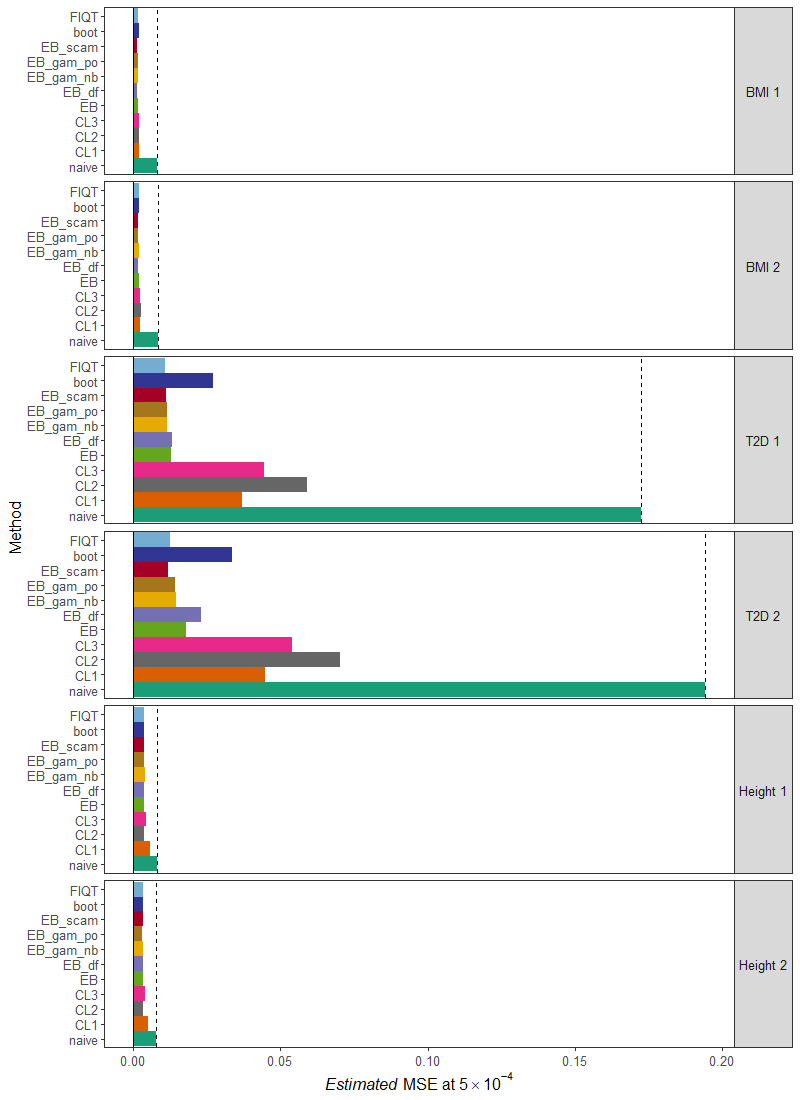 FIQT
boot
EB_scam
EB_gam_po
EB_gam_nb
EB_df
EB
CL3
CL2
CL1
naive
BMI 1
FIQT
boot
EB_scam
EB_gam_po
EB_gam_nb
EB_df
EB
CL3
CL2
CL1
naive
BMI 2
FIQT
boot
EB_scam
EB_gam_po
EB_gam_nb
EB_df
EB
CL3
CL2
CL1
naive
T2D 1
Method
FIQT
boot
EB_scam
EB_gam_po
EB_gam_nb
EB_df
EB
CL3
CL2
CL1
naive
T2D 2
FIQT
boot
EB_scam
EB_gam_po
EB_gam_nb
EB_df
EB
CL3
CL2
CL1
naive
Height 1
FIQT
boot
EB_scam
EB_gam_po
EB_gam_nb
EB_df
EB
CL3
CL2
CL1
naive
Height 2
0.00 0.05 0.10 0.15 0.20
Estimated MSE at 5 × 10⁻⁴